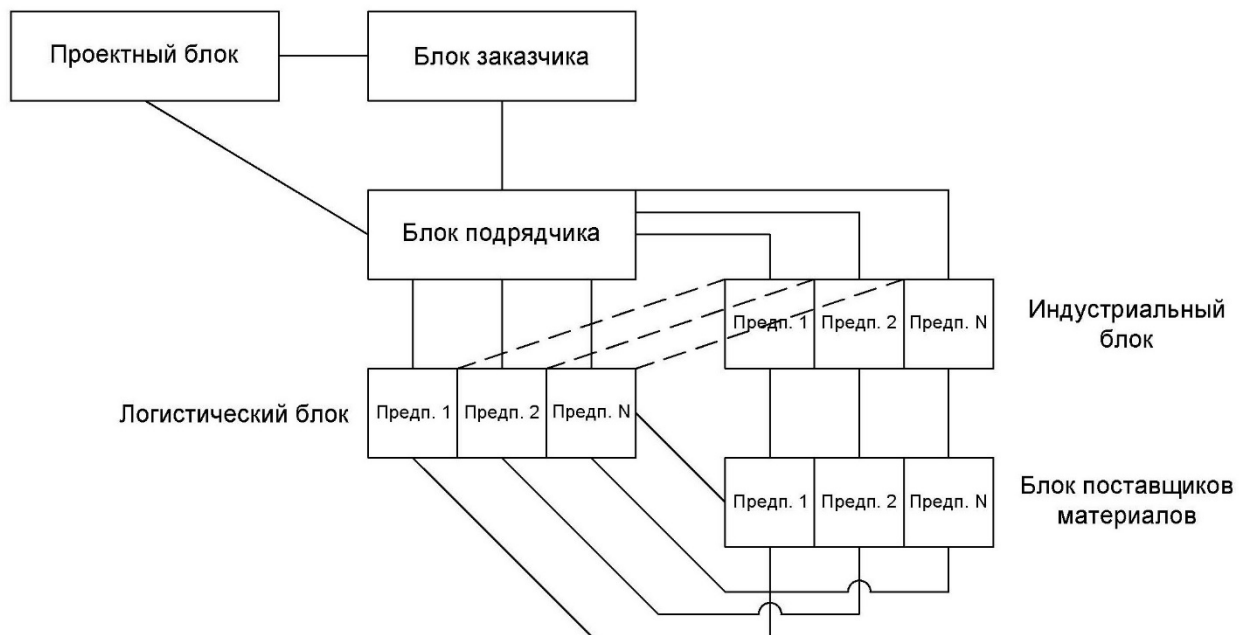 Проектный блок
Блок заказчика
Блок подрядчика
Предп. 1
Предп. 2
Предп. N
Индустриальный
блок
Логистический блок
Предп. 1
Предп. 2
Предп. N
Предп. 1
Предп. 2
Предп. N
Блок поставщиков
материалов